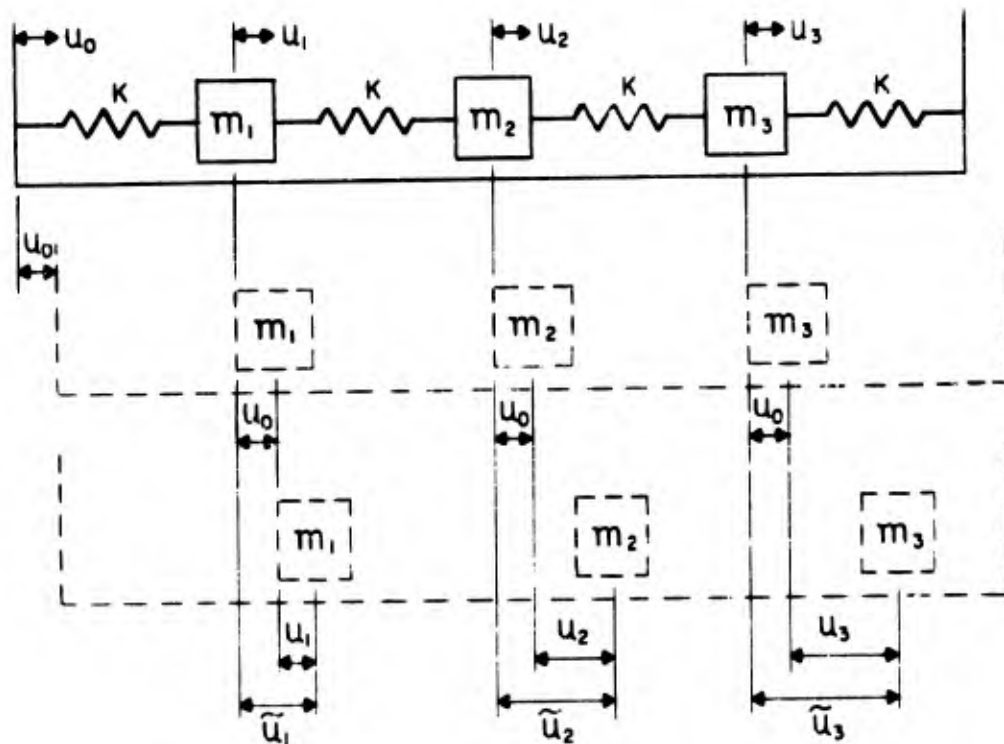 u₀ u₁ u₂ u₃
K K K K
m₁ m₂ m₃
u₀
m₁ m₂ m₃
u₀ u₀ u₀
m₁ m₂ m₃
u₁ u₂ u₃
ũ₁ ũ₂ ũ₃